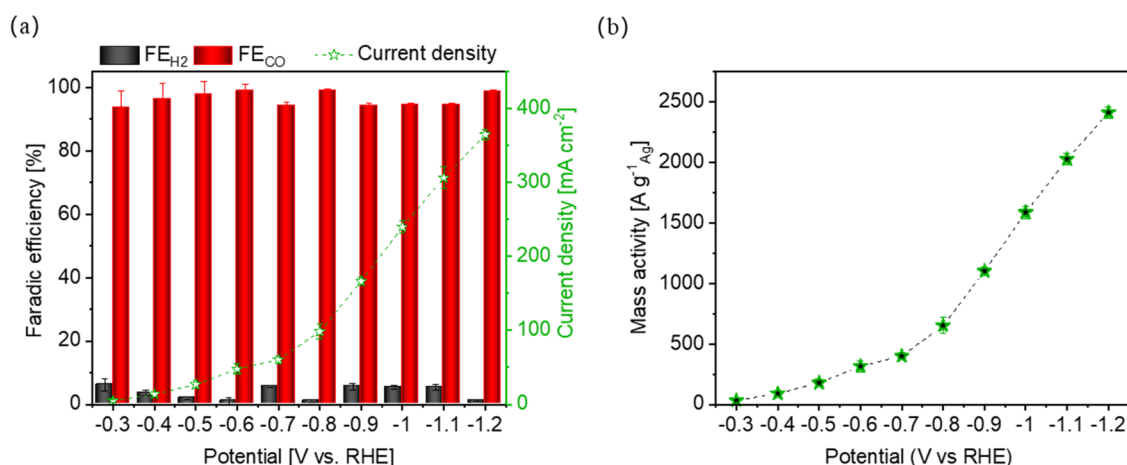 (a)
FE_H2 FE_CO Current density
Faradic efficiency [%]
100
80
60
40
20
0
400
300
200
100
0
Current density [mA cm⁻²]
-0.3 -0.4 -0.5 -0.6 -0.7 -0.8 -0.9 -1 -1.1 -1.2
Potential [V vs. RHE]
(b)
Mass activity [A g⁻¹_Ag]
2500
2000
1500
1000
500
0
-0.3 -0.4 -0.5 -0.6 -0.7 -0.8 -0.9 -1 -1.1 -1.2
Potential (V vs RHE)